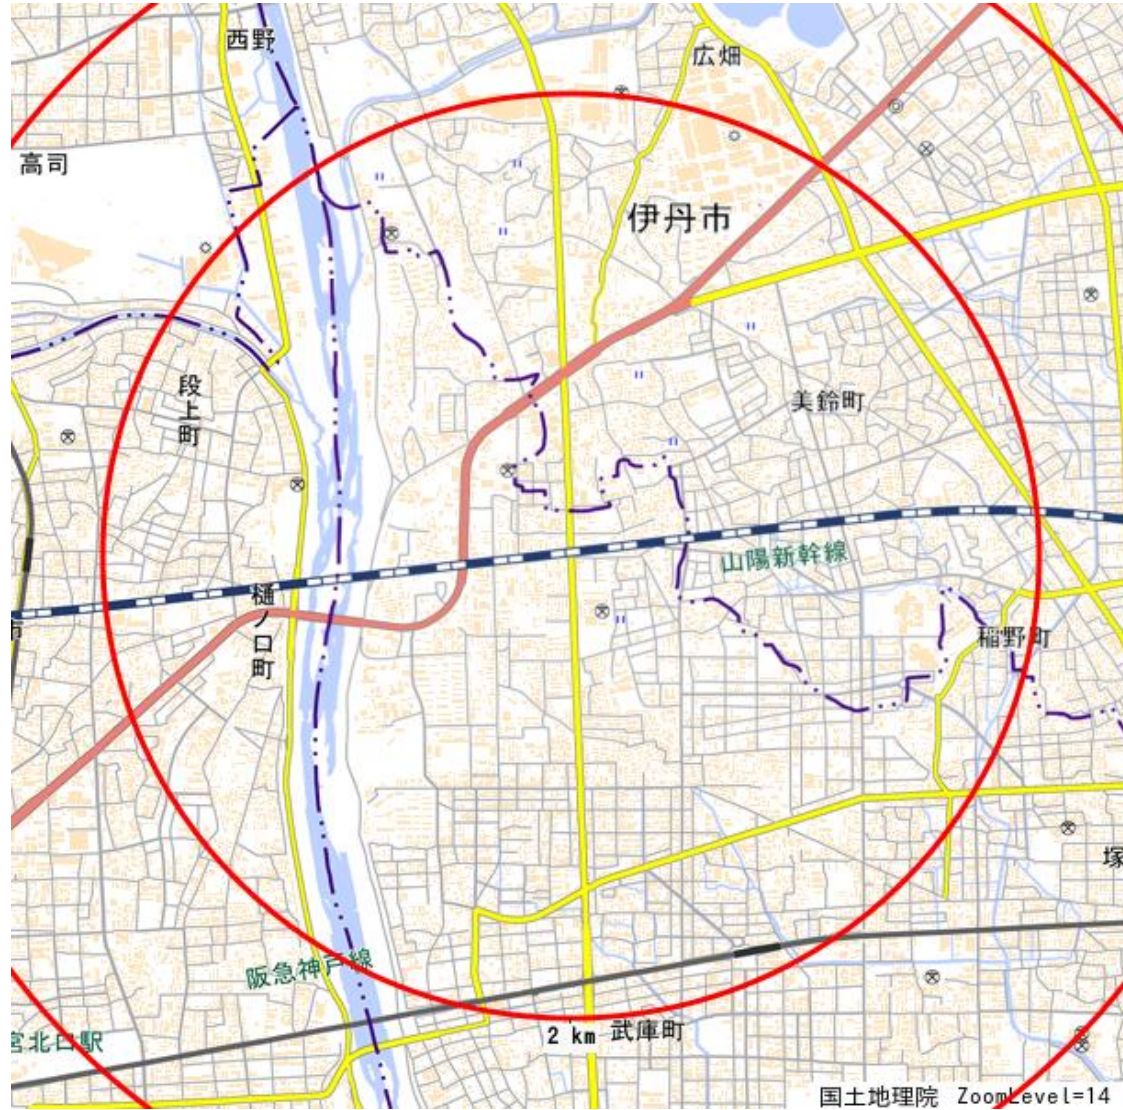 西野
広畑
高司
伊丹市
段上町
美鈴町
山陽新幹線
樋ノ口町
市
稲野町
塚
阪急神戸線
宮北口駅
2 km
武庫町
国土地理院 ZoomLevel=14